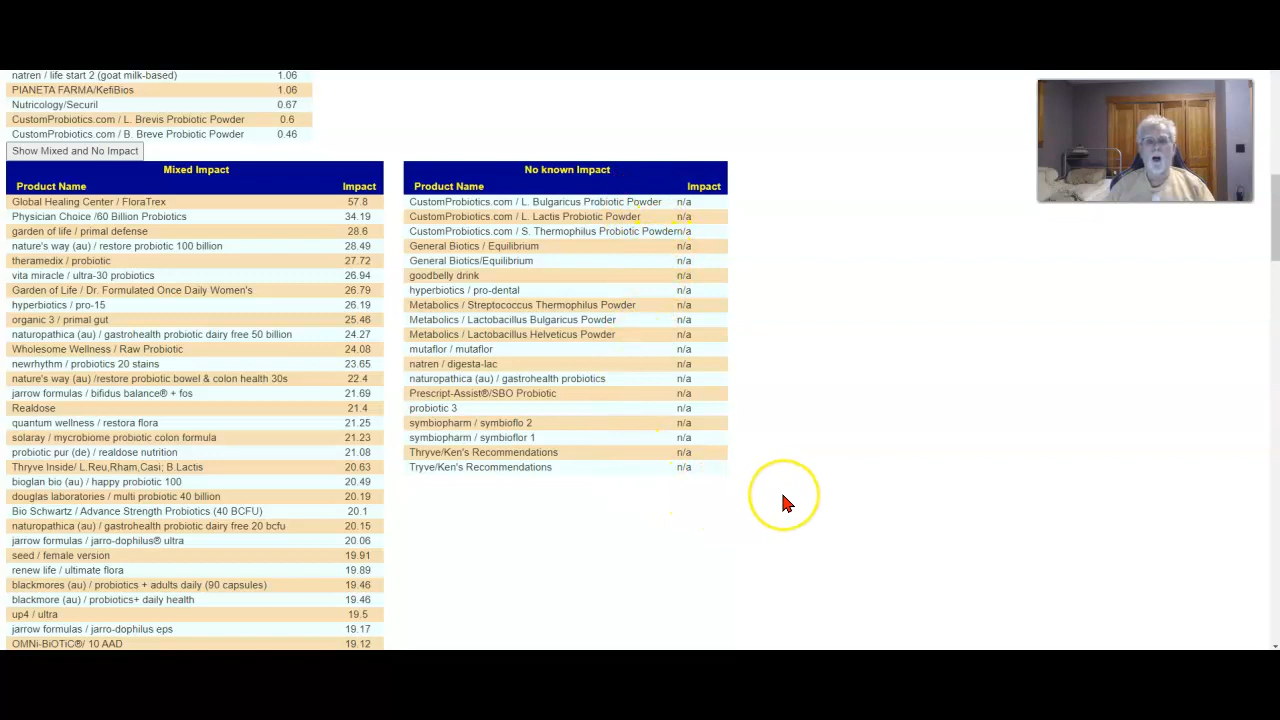 natren / life start 2 (goat milk-based) 1.06
PIANETA FARMA/KefiBios 1.06
Nutricology/Securil 0.67
CustomProbiotics.com / L. Brevis Probiotic Powder 0.6
CustomProbiotics.com / B. Breve Probiotic Powder 0.46
Show Mixed and No Impact
Mixed Impact
Product Name Impact
Global Healing Center / FloraTrex 57.8
Physician Choice /60 Billion Probiotics 34.19
garden of life / primal defense 28.6
nature's way (au) / restore probiotic 100 billion 28.49
theramedix / probiotic 27.72
vita miracle / ultra-30 probiotics 26.94
Garden of Life / Dr. Formulated Once Daily Women's 26.79
hyperbiotics / pro-15 26.19
organic 3 / primal gut 25.46
naturopathica (au) / gastrohealth probiotic dairy free 50 billion 24.27
Wholesome Wellness / Raw Probiotic 24.08
newrhythm / probiotics 20 stains 23.65
nature's way (au) /restore probiotic bowel & colon health 30s 22.4
jarrow formulas / bifidus balance® + fos 21.69
Realdose 21.4
quantum wellness / restora flora 21.25
solaray / mycrobiome probiotic colon formula 21.23
probiotic pur (de) / realdose nutrition 21.08
Thryve Inside/ L.Reu,Rham,Casi; B.Lactis 20.63
bioglan bio (au) / happy probiotic 100 20.49
douglas laboratories / multi probiotic 40 billion 20.19
Bio Schwartz / Advance Strength Probiotics (40 BCFU) 20.1
naturopathica (au) / gastrohealth probiotic dairy free 20 bcfu 20.15
jarrow formulas / jarro-dophilus® ultra 20.06
seed / female version 19.91
renew life / ultimate flora 19.89
blackmores (au) / probiotics + adults daily (90 capsules) 19.46
blackmore (au) / probiotics+ daily health 19.46
up4 / ultra 19.5
jarrow formulas / jarro-dophilus eps 19.17
OMNi-BiOTiC®/ 10 AAD 19.12
No known Impact
Product Name Impact
CustomProbiotics.com / L. Bulgaricus Probiotic Powder n/a
CustomProbiotics.com / L. Lactis Probiotic Powder n/a
CustomProbiotics.com / S. Thermophilus Probiotic Powder n/a
General Biotics / Equilibrium n/a
General Biotics/Equilibrium n/a
goodbelly drink n/a
hyperbiotics / pro-dental n/a
Metabolics / Streptococcus Thermophilus Powder n/a
Metabolics / Lactobacillus Bulgaricus Powder n/a
Metabolics / Lactobacillus Helveticus Powder n/a
mutaflor / mutaflor n/a
natren / digesta-lac n/a
naturopathica (au) / gastrohealth probiotics n/a
Prescript-Assist®/SBO Probiotic n/a
probiotic 3 n/a
symbiopharm / symbioflo 2 n/a
symbiopharm / symbioflor 1 n/a
Thryve/Ken's Recommendations n/a
Tryve/Ken's Recommendations n/a